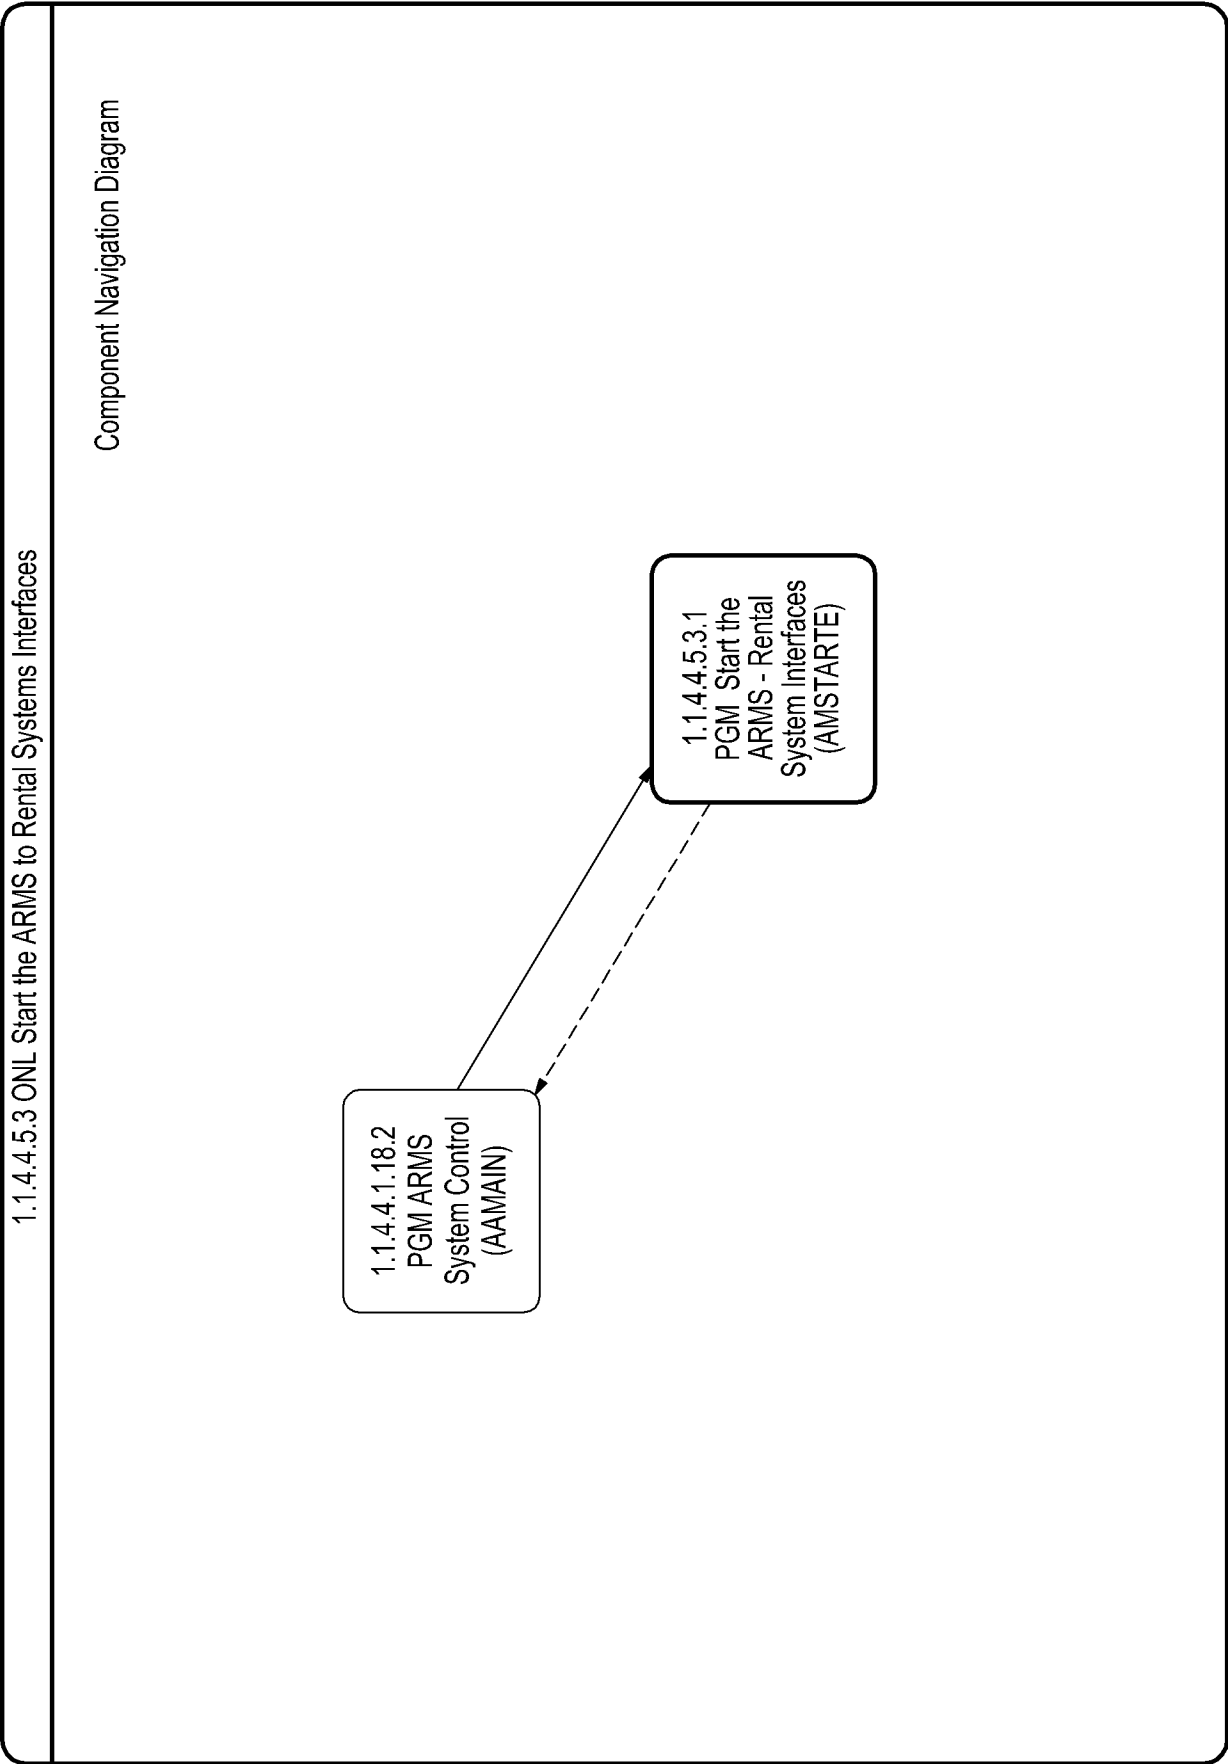 1.1.4.4.5.3 ONL Start the ARMS to Rental Systems Interfaces
Component Navigation Diagram
1.1.4.4.1.18.2
PGM ARMS
System Control
(AAMAIN)
1.1.4.4.5.3.1
PGM  Start the
ARMS - Rental
System Interfaces
(AMSTARTE)